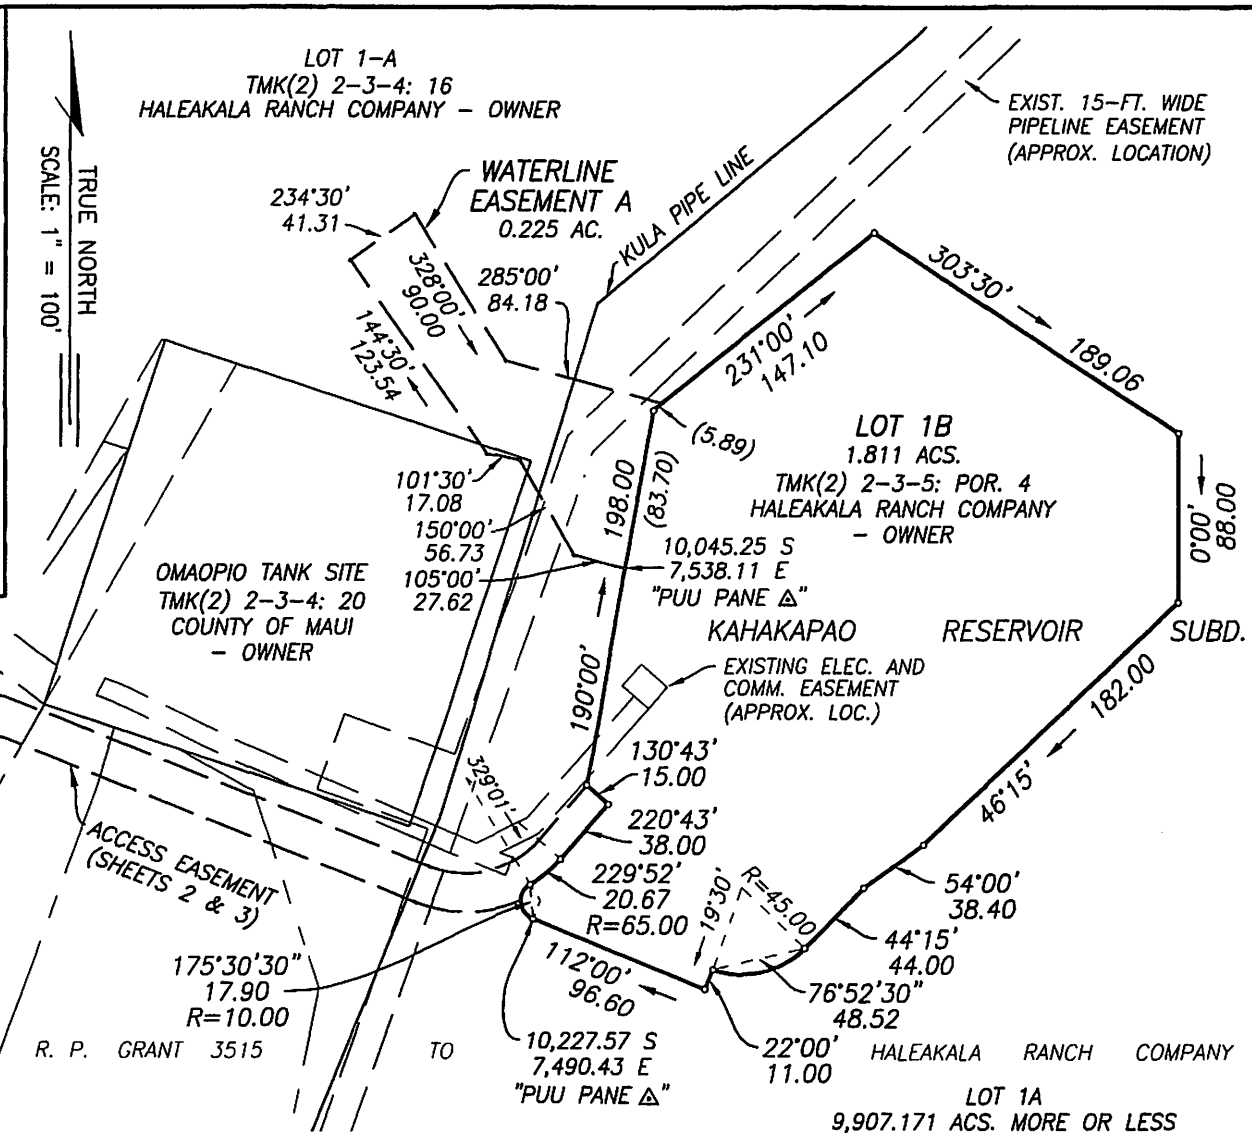 LOT 1-A
TMK(2) 2-3-4: 16
HALEAKALA RANCH COMPANY - OWNER
TRUE NORTH
SCALE: 1" = 100'
EXIST. 15-FT. WIDE
PIPELINE EASEMENT
(APPROX. LOCATION)
WATERLINE
EASEMENT A
0.225 AC.
234°30'
41.31
KULA PIPE LINE
328°00'
90.00
285°00'
84.18
144°30'
123.54
231°00'
147.10
303°30'
189.06
(5.89)
LOT 1B
1.811 ACS.
TMK(2) 2-3-5: POR. 4
HALEAKALA RANCH COMPANY
- OWNER
0°00'
88.00
101°30'
17.08
150°00'
56.73
105°00'
27.62
198.00
(83.70)
190°00'
10,045.25 S
7,538.11 E
"PUU PANE △"
OMAOPIO TANK SITE
TMK(2) 2-3-4: 20
COUNTY OF MAUI
- OWNER
KAHAKAPAO RESERVOIR SUBD.
EXISTING ELEC. AND
COMM. EASEMENT
(APPROX. LOC.)
182.00
46°15'
130°43'
15.00
329°01'
220°43'
38.00
229°52'
20.67
R=65.00
ACCESS EASEMENT
(SHEETS 2 & 3)
19°30'
R=45.00
54°00'
38.40
44°15'
44.00
76°52'30"
48.52
175°30'30"
17.90
R=10.00
112°00'
96.60
22°00'
11.00
10,227.57 S
7,490.43 E
"PUU PANE △"
R. P. GRANT 3515 TO HALEAKALA RANCH COMPANY
LOT 1A
9,907.171 ACS. MORE OR LESS